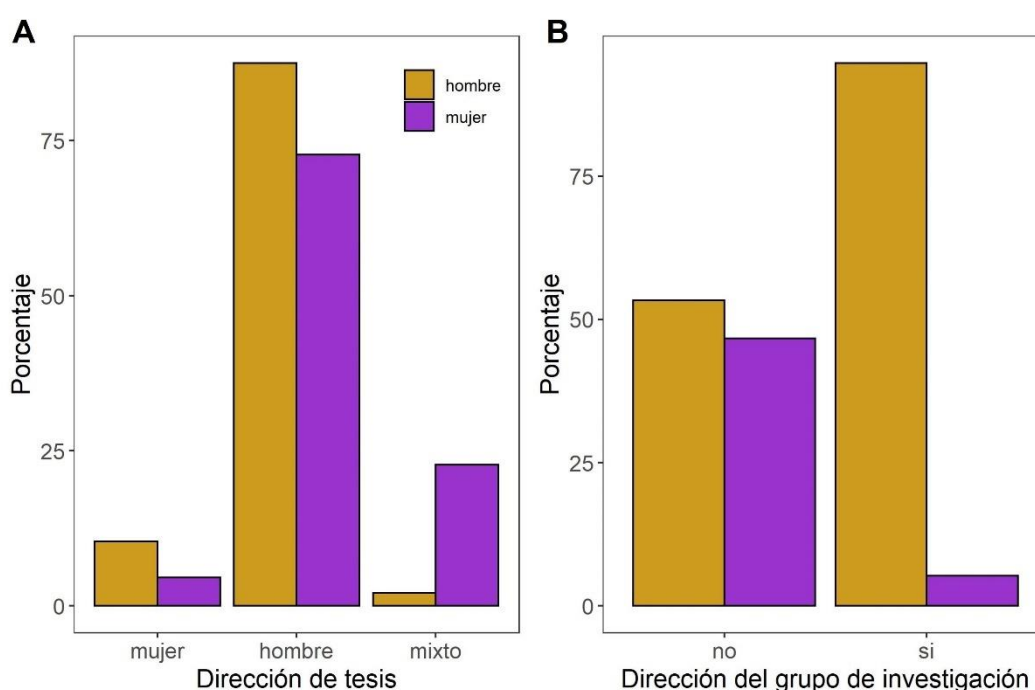 A
hombre
mujer
75
50
25
0
Porcentaje
mujer hombre mixto
Dirección de tesis
B
75
50
25
0
Porcentaje
no si
Dirección del grupo de investigación